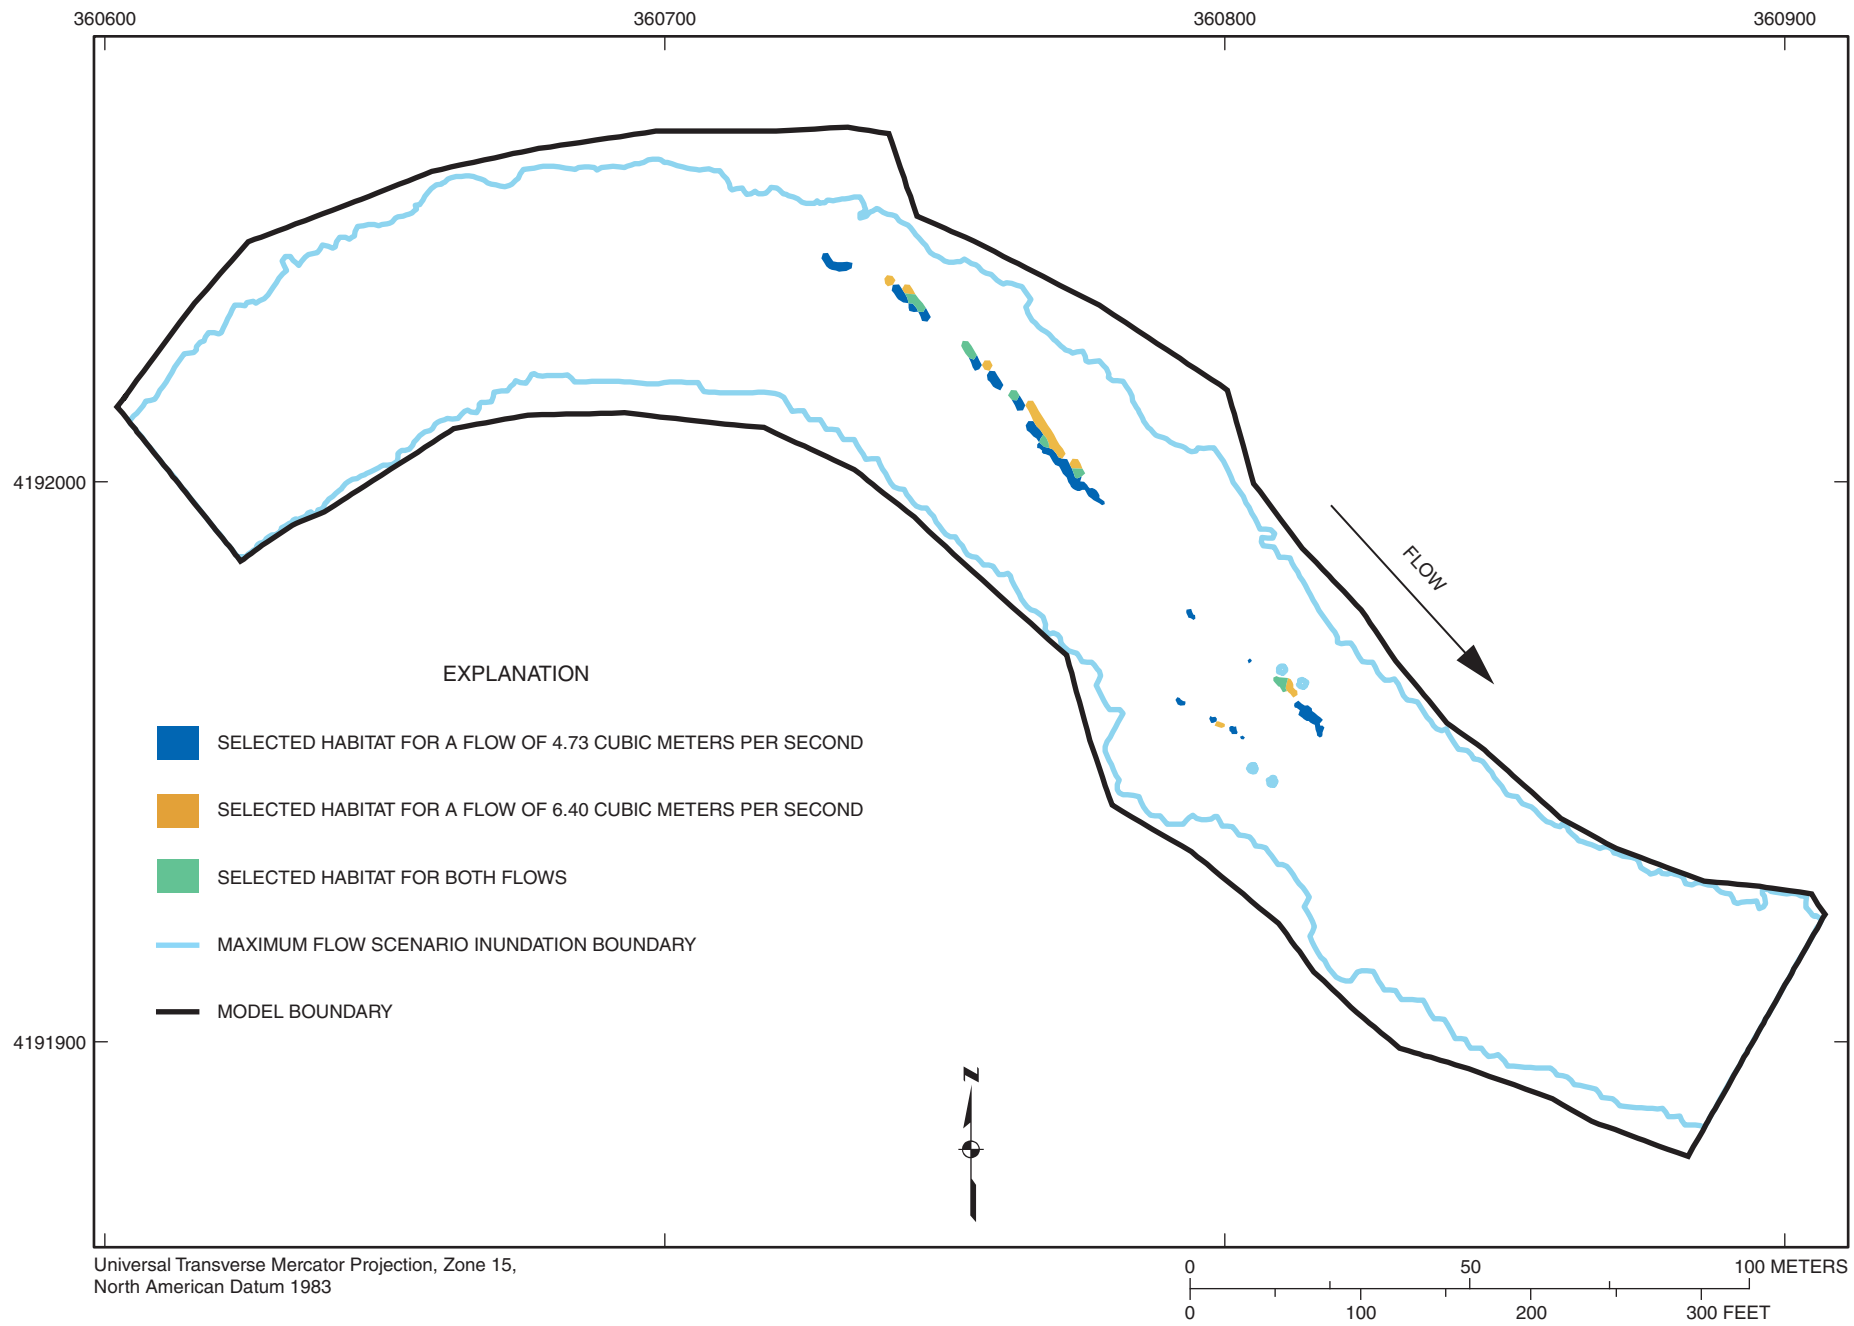 360600
360700
360800
360900
4192000
FLOW
EXPLANATION
SELECTED HABITAT FOR A FLOW OF 4.73 CUBIC METERS PER SECOND
SELECTED HABITAT FOR A FLOW OF 6.40 CUBIC METERS PER SECOND
SELECTED HABITAT FOR BOTH FLOWS
MAXIMUM FLOW SCENARIO INUNDATION BOUNDARY
MODEL BOUNDARY
4191900
N
Universal Transverse Mercator Projection, Zone 15,
North American Datum 1983
0 50 100 METERS
0 100 200 300 FEET